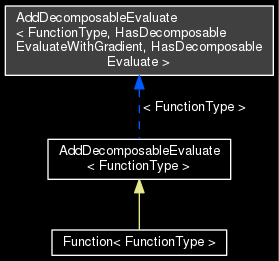 AddDecomposableEvaluate
< FunctionType, HasDecomposable
EvaluateWithGradient, HasDecomposable
Evaluate >
< FunctionType >
AddDecomposableEvaluate
< FunctionType >
Function< FunctionType >